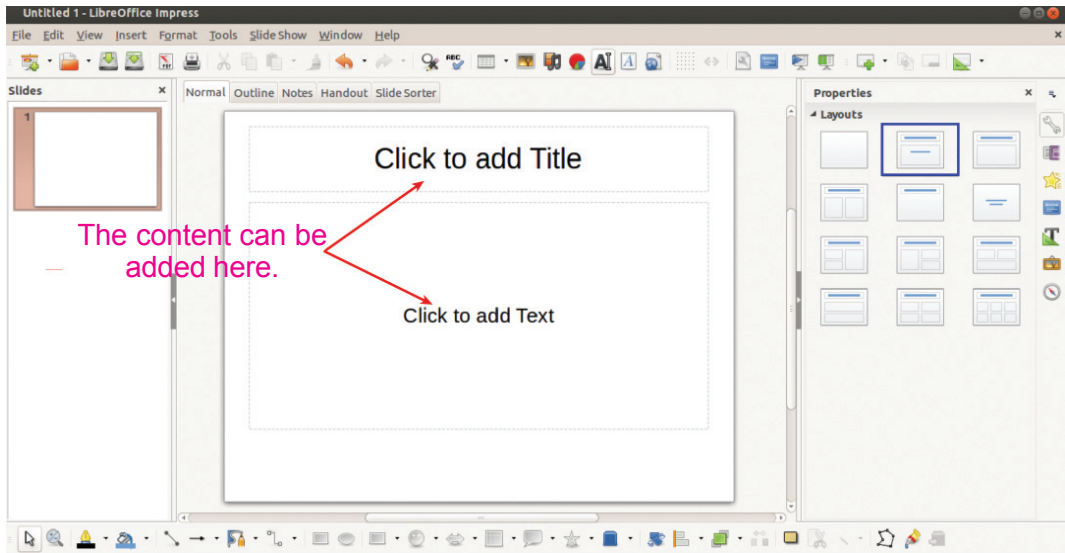 Untitled 1 - LibreOffice Impress
File Edit View Insert Format Tools Slide Show Window Help
Slides
Normal Outline Notes Handout Slide Sorter
Properties
Layouts
1
Click to add Title
The content can be
added here.
Click to add Text